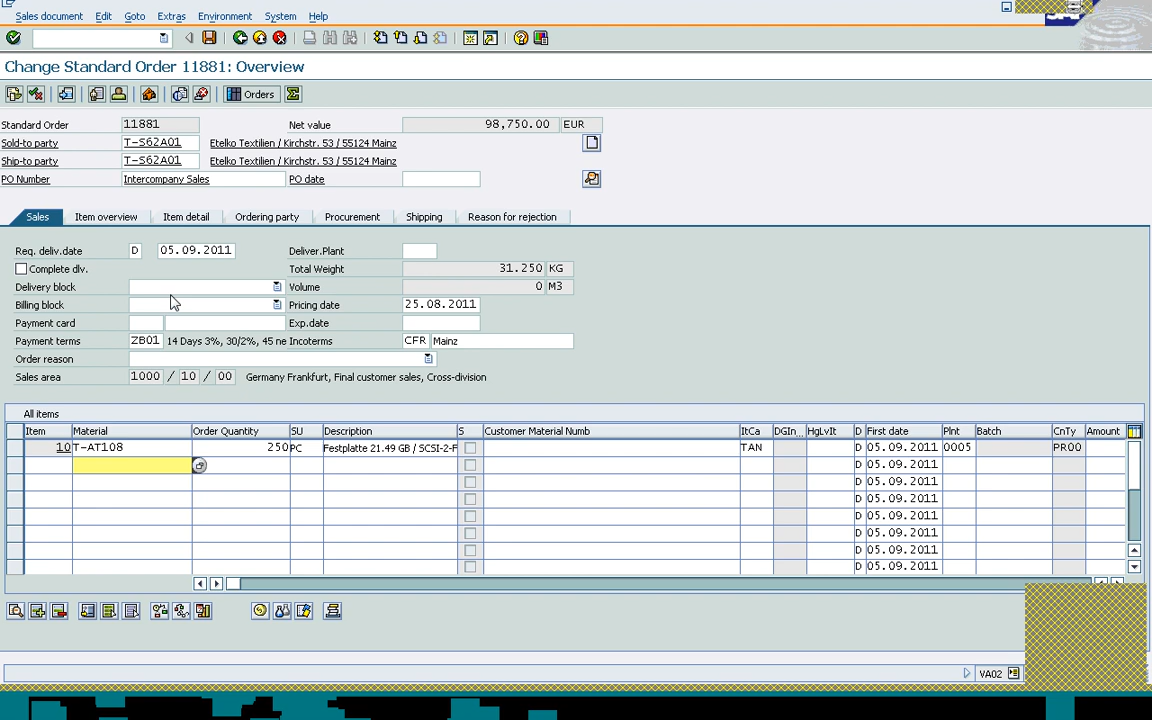 Sales document Edit Goto Extras Environment System Help
Change Standard Order 11881: Overview
Orders
Standard Order 11881 Net value 98,750.00 EUR
Sold-to party T-S62A01 Etelko Textilien / Kirchstr. 53 / 55124 Mainz
Ship-to party T-S62A01 Etelko Textilien / Kirchstr. 53 / 55124 Mainz
PO Number Intercompany Sales PO date
Sales Item overview Item detail Ordering party Procurement Shipping Reason for rejection
Req. deliv.date D 05.09.2011 Deliver.Plant
Complete dlv. Total Weight 31.250 KG
Delivery block Volume 0 M3
Billing block Pricing date 25.08.2011
Payment card Exp.date
Payment terms ZB01 14 Days 3%, 30/2%, 45 ne Incoterms CFR Mainz
Order reason
Sales area 1000 / 10 / 00 Germany Frankfurt, Final customer sales, Cross-division
All items
Item Material Order Quantity SU Description S Customer Material Numb ItCa DGIn... HgLvIt D First date Plnt Batch CnTy Amount
10 T-AT108 250 PC Festplatte 21.49 GB / SCSI-2-F TAN D 05.09.2011 0005 PR00
D 05.09.2011
D 05.09.2011
D 05.09.2011
D 05.09.2011
D 05.09.2011
D 05.09.2011
D 05.09.2011
VA02